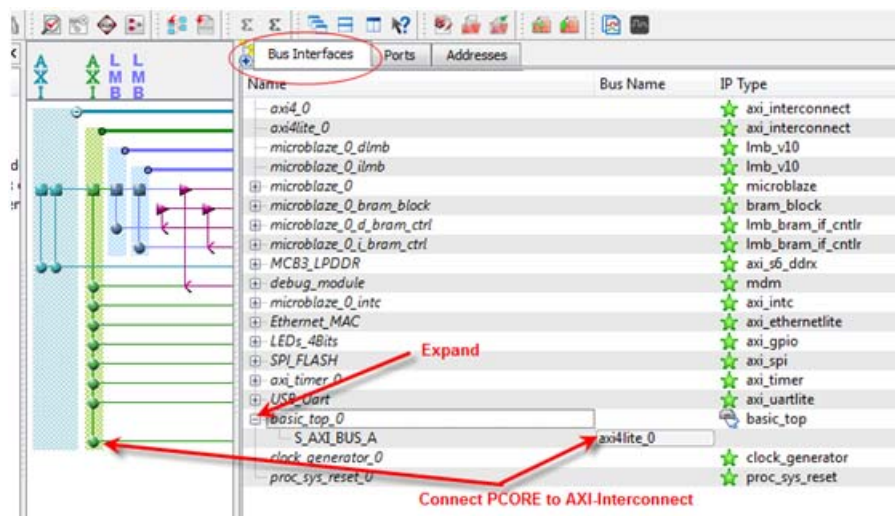 Bus Interfaces Ports Addresses
A A L L
X X M M
I I B B
Name Bus Name IP Type
axi4_0 axi_interconnect
axi4lite_0 axi_interconnect
microblaze_0_dlmb lmb_v10
microblaze_0_ilmb lmb_v10
microblaze_0 microblaze
microblaze_0_bram_block bram_block
microblaze_0_d_bram_ctrl lmb_bram_if_cntlr
microblaze_0_i_bram_ctrl lmb_bram_if_cntlr
MCB3_LPDDR axi_s6_ddrx
debug_module mdm
microblaze_0_intc axi_intc
Ethernet_MAC axi_ethernetlite
LEDs_4Bits axi_gpio
Expand
SPI_FLASH axi_spi
axi_timer_0 axi_timer
USB_Uart axi_uartlite
basic_top_0 basic_top
S_AXI_BUS_A axi4lite_0
clock_generator_0 clock_generator
proc_sys_reset_0 proc_sys_reset
Connect PCORE to AXI-Interconnect